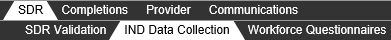 SDR Completions Provider Communications
SDR Validation IND Data Collection Workforce Questionnaires